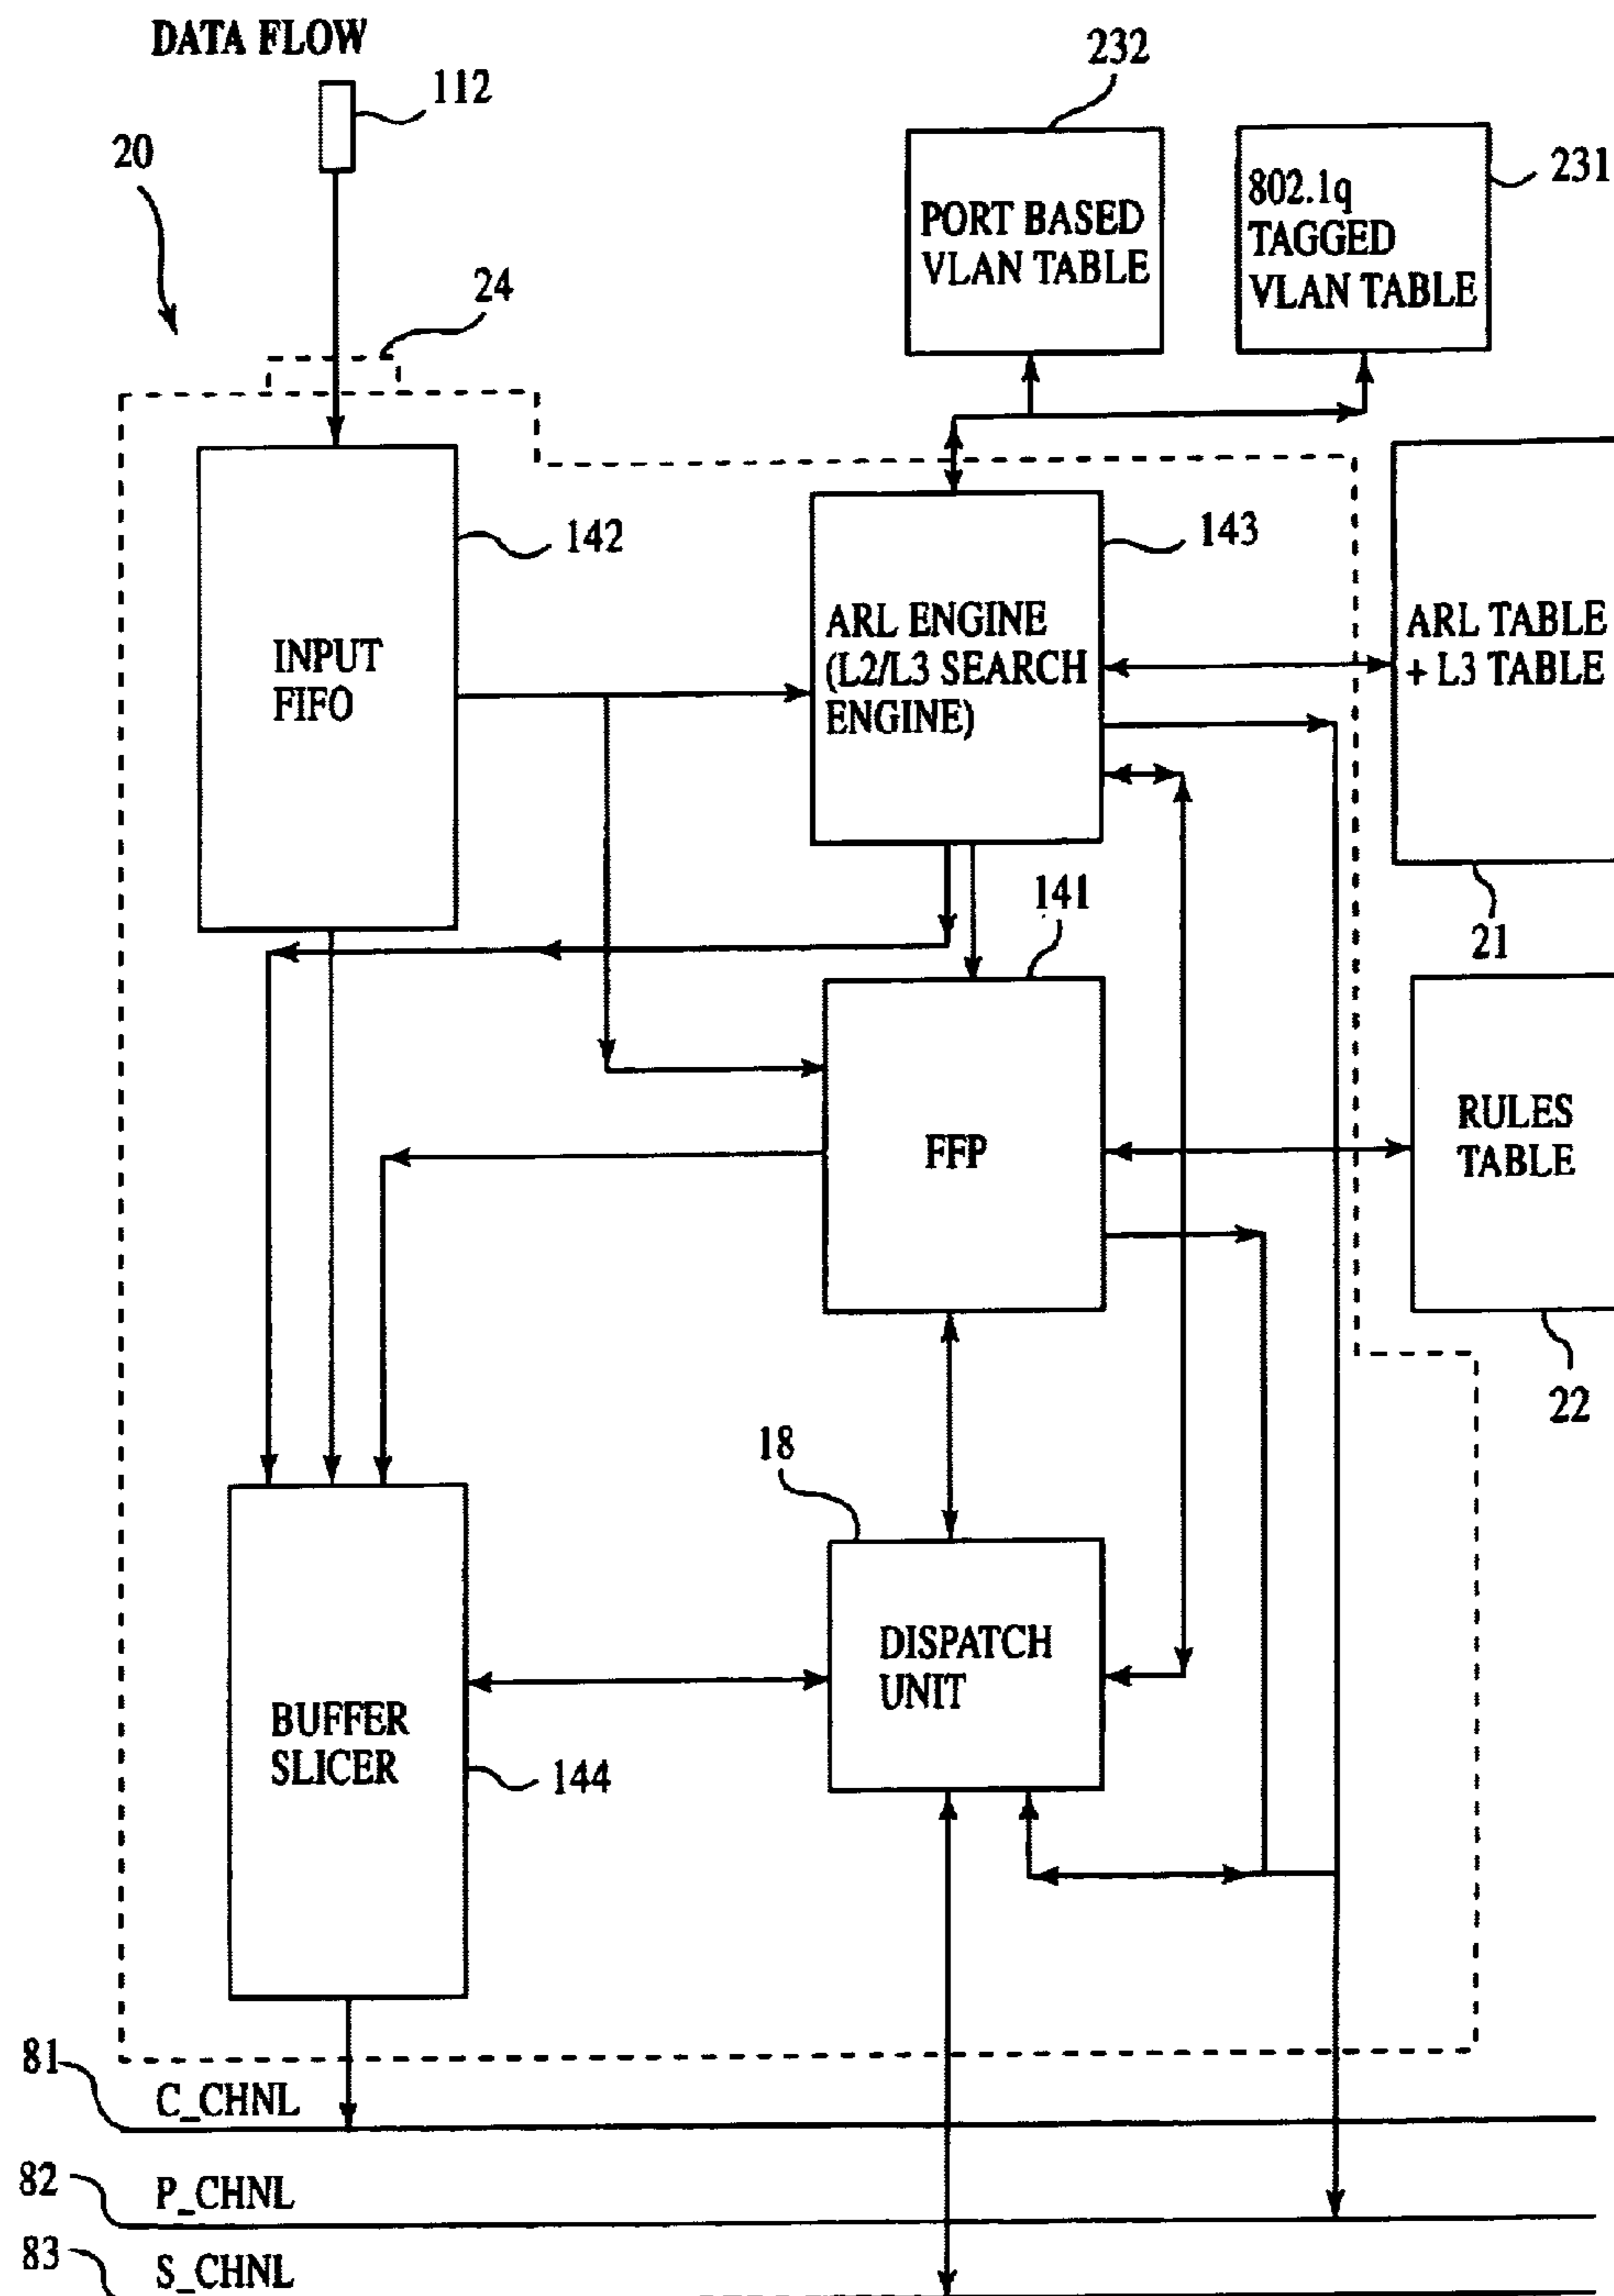 DATA FLOW
112
20
24
232
231
PORT BASED
VLAN TABLE
802.1q
TAGGED
VLAN TABLE
INPUT
FIFO
142
ARL ENGINE
(L2/L3 SEARCH
ENGINE)
143
ARL TABLE
+ L3 TABLE
21
141
FFP
RULES
TABLE
22
18
DISPATCH
UNIT
BUFFER
SLICER
144
81
C_CHNL
82
P_CHNL
83
S_CHNL